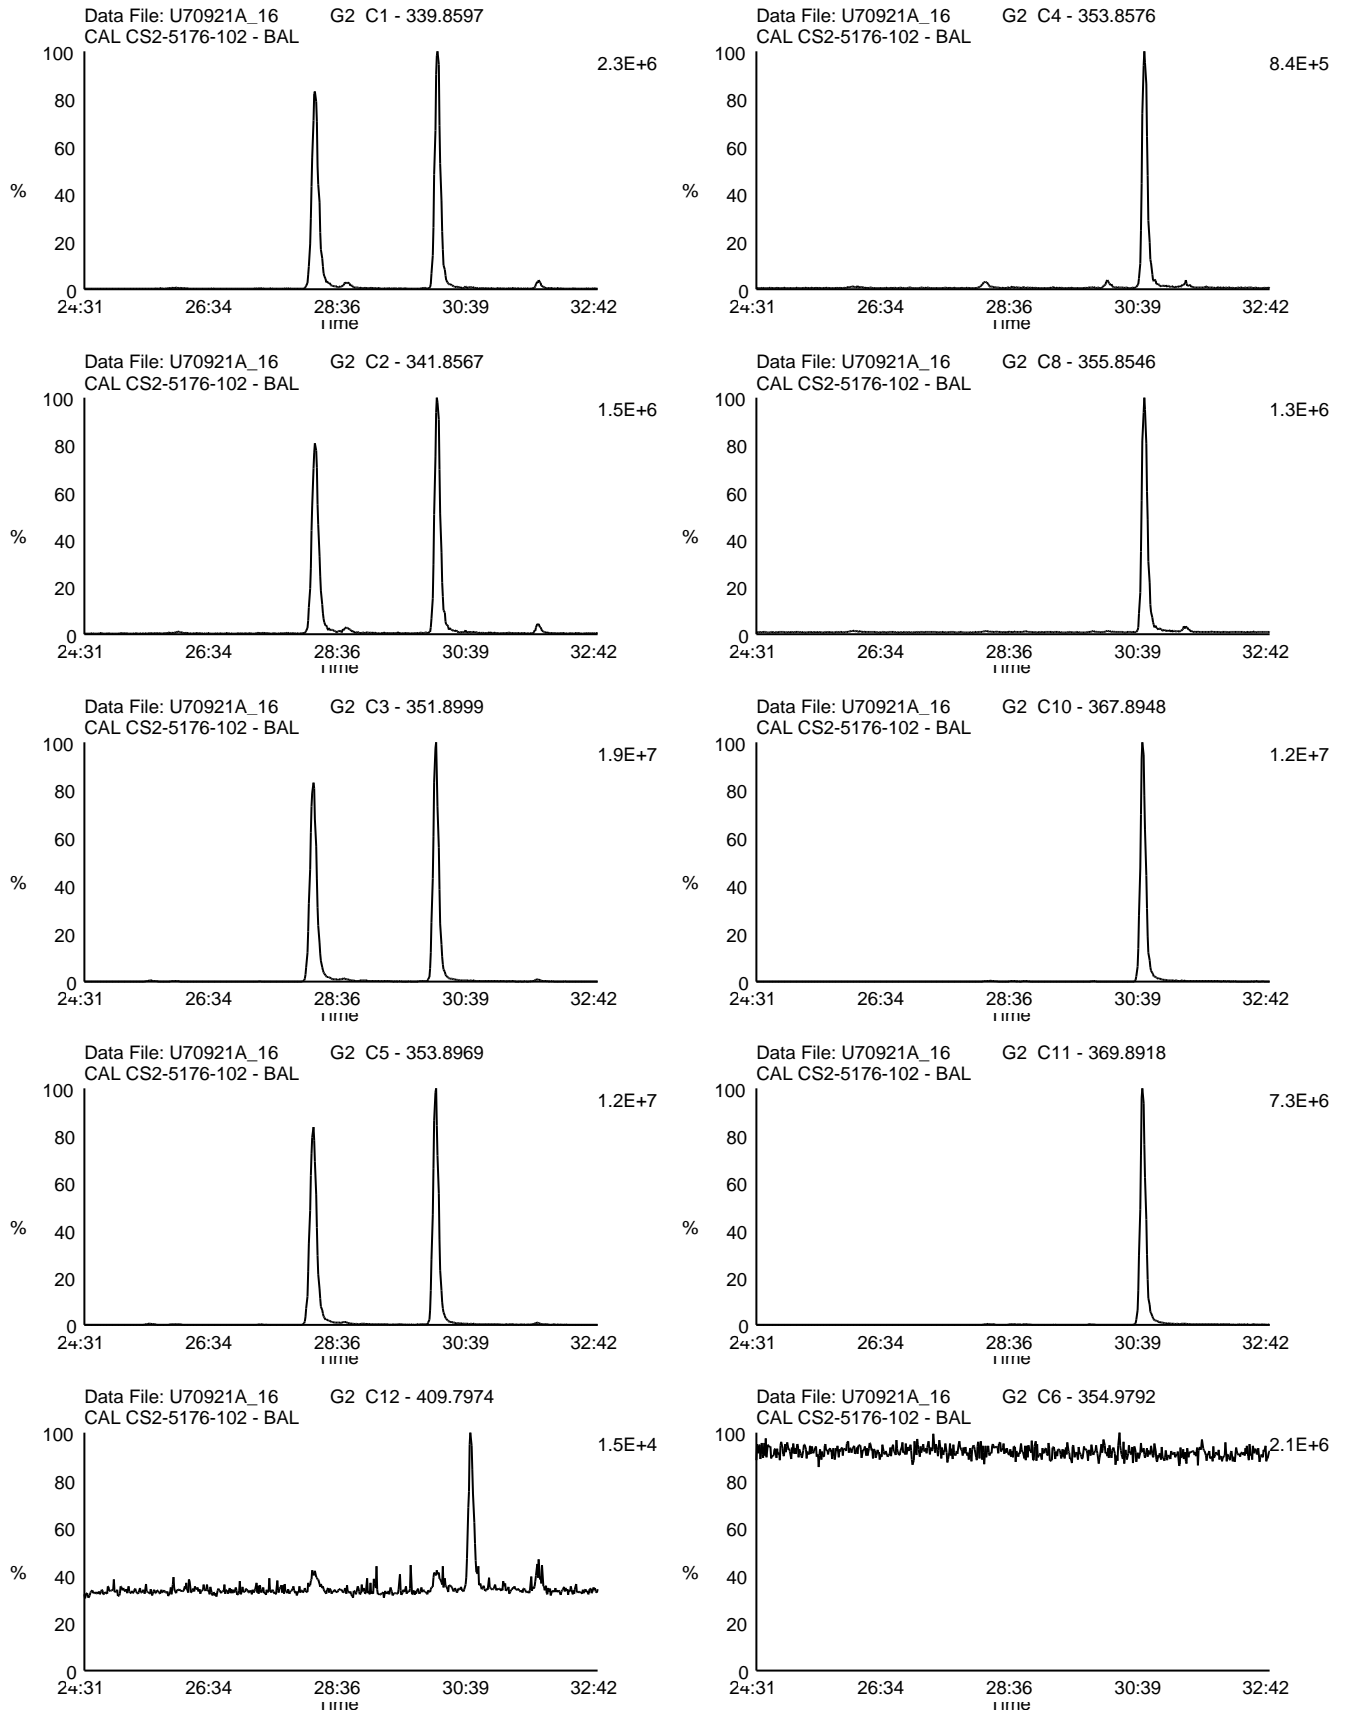 Data File: U70921A_16 G2 C1 - 339.8597
CAL CS2-5176-102 - BAL
100
2.3E+6
80
60
%
40
20
0
24:31 26:34 28:36 30:39 32:42
Time
Data File: U70921A_16 G2 C4 - 353.8576
CAL CS2-5176-102 - BAL
100
8.4E+5
80
60
%
40
20
0
24:31 26:34 28:36 30:39 32:42
Time
Data File: U70921A_16 G2 C2 - 341.8567
CAL CS2-5176-102 - BAL
100
1.5E+6
80
60
%
40
20
0
24:31 26:34 28:36 30:39 32:42
Time
Data File: U70921A_16 G2 C8 - 355.8546
CAL CS2-5176-102 - BAL
100
1.3E+6
80
60
%
40
20
0
24:31 26:34 28:36 30:39 32:42
Time
Data File: U70921A_16 G2 C3 - 351.8999
CAL CS2-5176-102 - BAL
100
1.9E+7
80
60
%
40
20
0
24:31 26:34 28:36 30:39 32:42
Time
Data File: U70921A_16 G2 C10 - 367.8948
CAL CS2-5176-102 - BAL
100
1.2E+7
80
60
%
40
20
0
24:31 26:34 28:36 30:39 32:42
Time
Data File: U70921A_16 G2 C5 - 353.8969
CAL CS2-5176-102 - BAL
100
1.2E+7
80
60
%
40
20
0
24:31 26:34 28:36 30:39 32:42
Time
Data File: U70921A_16 G2 C11 - 369.8918
CAL CS2-5176-102 - BAL
100
7.3E+6
80
60
%
40
20
0
24:31 26:34 28:36 30:39 32:42
Time
Data File: U70921A_16 G2 C12 - 409.7974
CAL CS2-5176-102 - BAL
100
1.5E+4
80
60
%
40
20
0
24:31 26:34 28:36 30:39 32:42
Time
Data File: U70921A_16 G2 C6 - 354.9792
CAL CS2-5176-102 - BAL
100
2.1E+6
80
60
%
40
20
0
24:31 26:34 28:36 30:39 32:42
Time